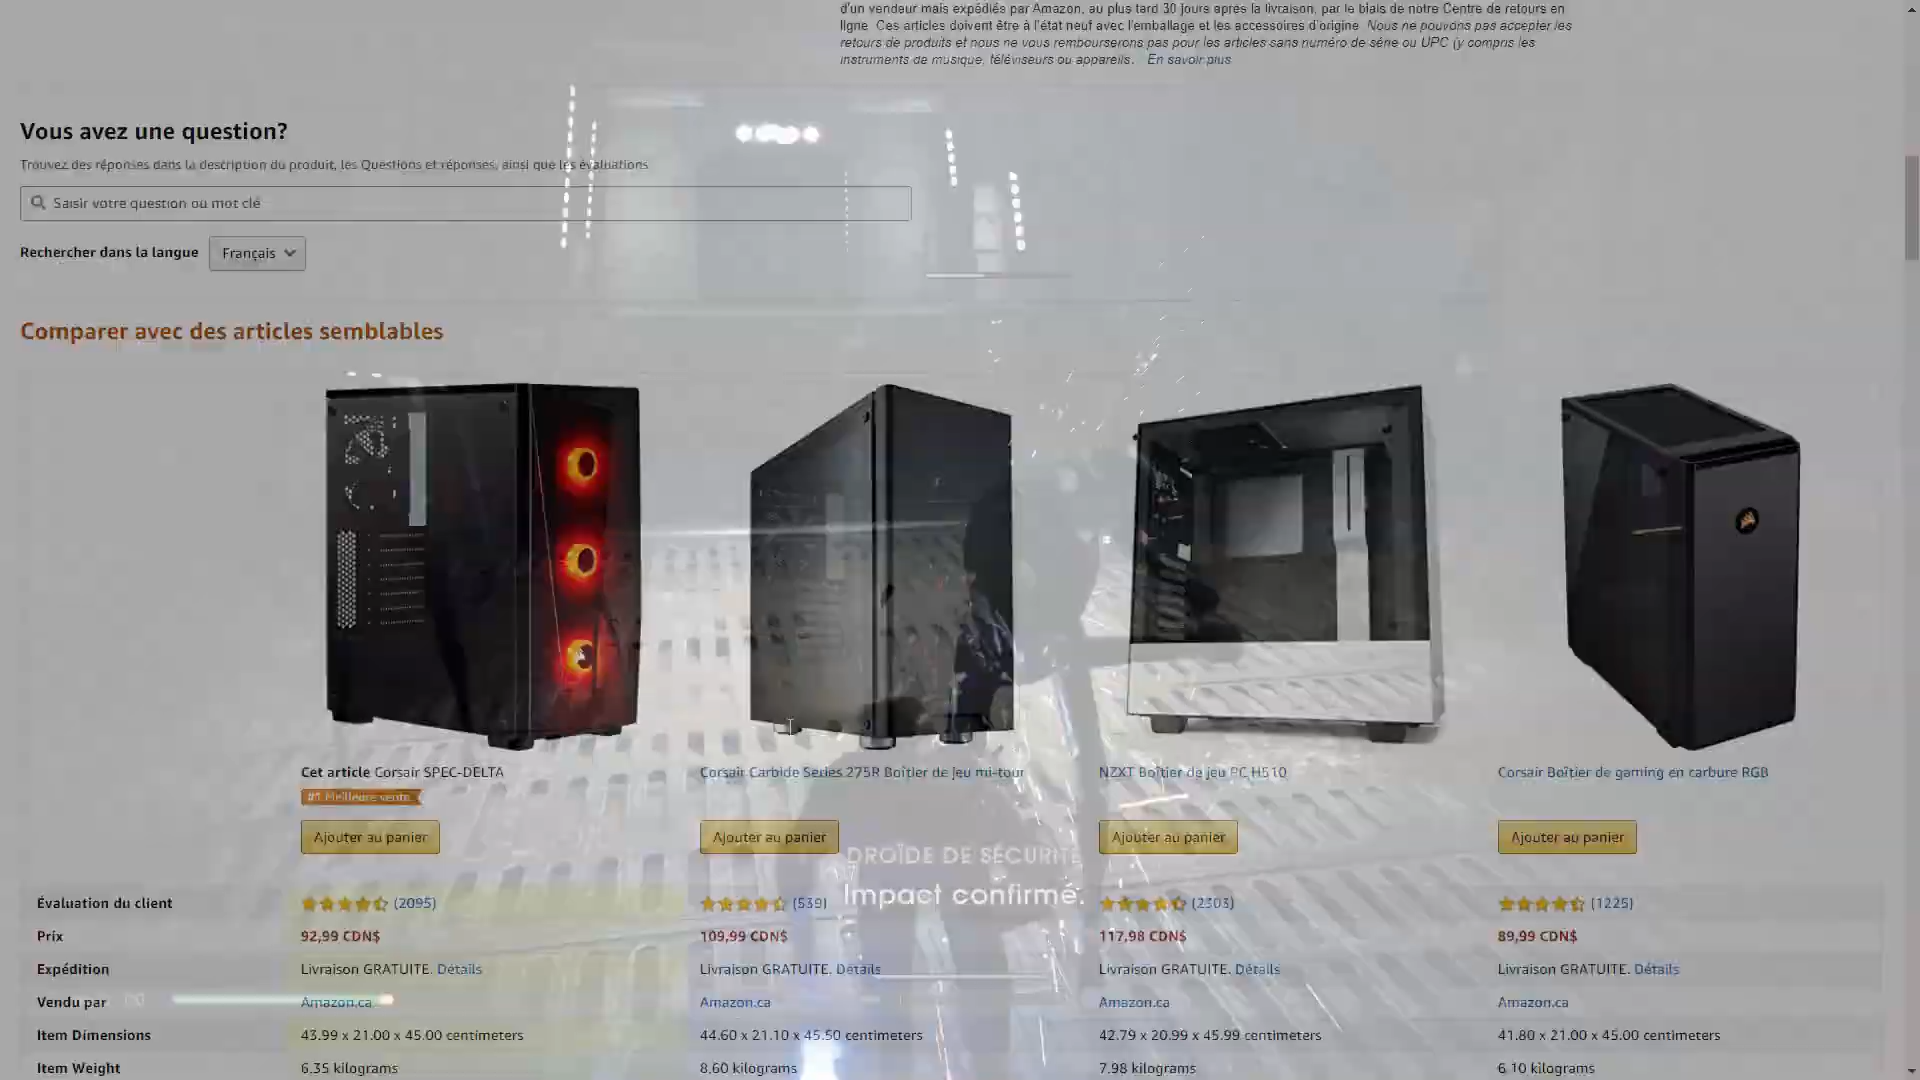 d'un vendeur mais expédiés par Amazon, au plus tard 30 jours après la livraison, par le biais de notre Centre de retours en
ligne. Ces articles doivent être à l'état neuf avec l'emballage et les accessoires d'origine. Nous ne pouvons pas accepter les
retours de produits et nous ne vous rembourserons pas pour les articles sans numéro de série ou UPC (y compris les
instruments de musique, téléviseurs ou appareils. En savoir plus
Vous avez une question?
Trouvez des réponses dans la description du produit, les Questions et réponses, ainsi que les évaluations
Saisir votre question ou mot clé
Rechercher dans la langue Français
Comparer avec des articles semblables
Cet article Corsair SPEC-DELTA Corsair Carbide Series 275R Boîtier de jeu mi-tour NZXT Boîtier de jeu PC H510 Corsair Boîtier de gaming en carbure RGB
#1 Meilleure vente
Ajouter au panier Ajouter au panier Ajouter au panier Ajouter au panier
DROÏDE DE SÉCURITÉ
Impact confirmé.
Évaluation du client (2095) (539) (2303) (1225)
Prix 92,99 CDN$ 109,99 CDN$ 117,98 CDN$ 89,99 CDN$
Expédition Livraison GRATUITE. Détails Livraison GRATUITE. Détails Livraison GRATUITE. Détails Livraison GRATUITE. Détails
Vendu par Amazon.ca Amazon.ca Amazon.ca Amazon.ca
Item Dimensions 43.99 x 21.00 x 45.00 centimeters 44.60 x 21.10 x 45.50 centimeters 42.79 x 20.99 x 45.99 centimeters 41.80 x 21.00 x 45.00 centimeters
Item Weight 6.35 kilograms 8.60 kilograms 7.98 kilograms 6.10 kilograms